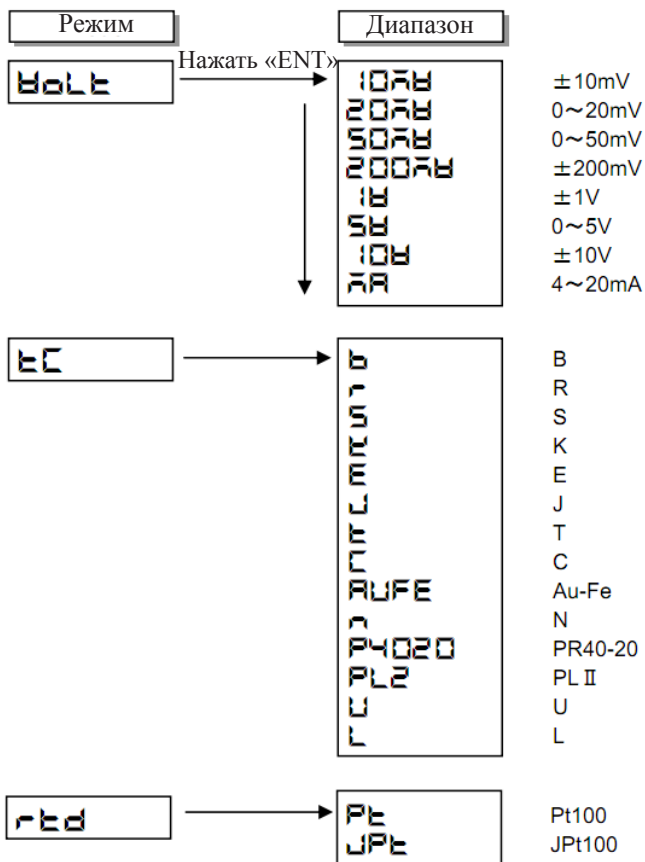 Режим Диапазон
Нажать «ENT»
VoLt 10mV ±10mV
20mV 0~20mV
50mV 0~50mV
200mV ±200mV
1V ±1V
5V 0~5V
10V ±10V
mA 4~20mA
tC b B
r R
S S
K K
E E
J J
t T
C C
AUFE Au-Fe
n N
P4020 PR40-20
PL2 PL II
U U
L L
rtd Pt Pt100
JPt JPt100